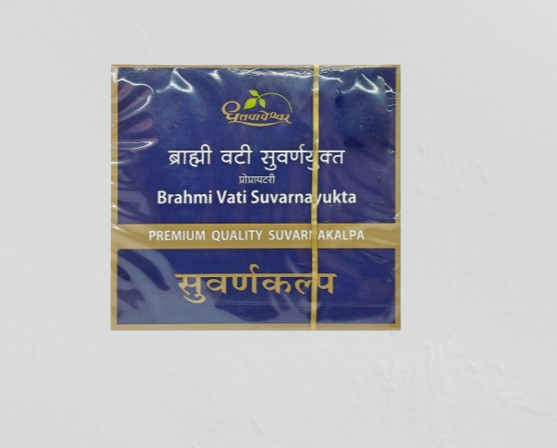 धूतपापेश्वर
ब्राह्मी वटी सुवर्णयुक्त
प्रोप्रायटरी
Brahmi Vati Suvarnayukta
PREMIUM QUALITY SUVARNAKALPA
सुवर्णकल्प